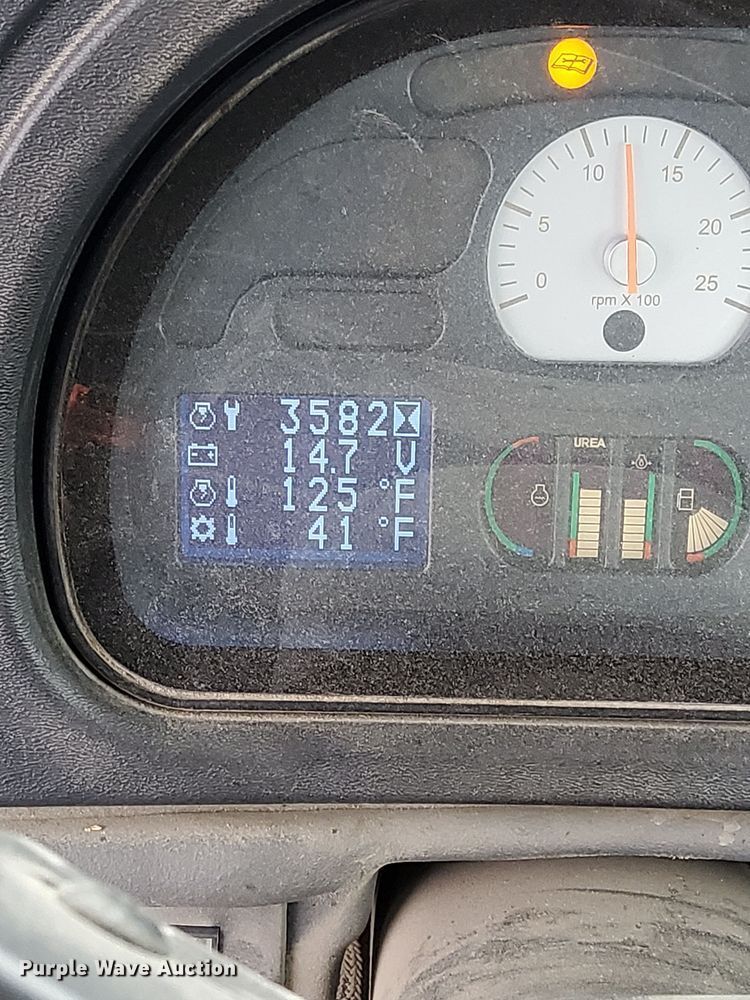 10 15
5 20
0 25
rpm X 100
3582
14.7 V
125 °F
41 °F
UREA
Purple Wave Auction